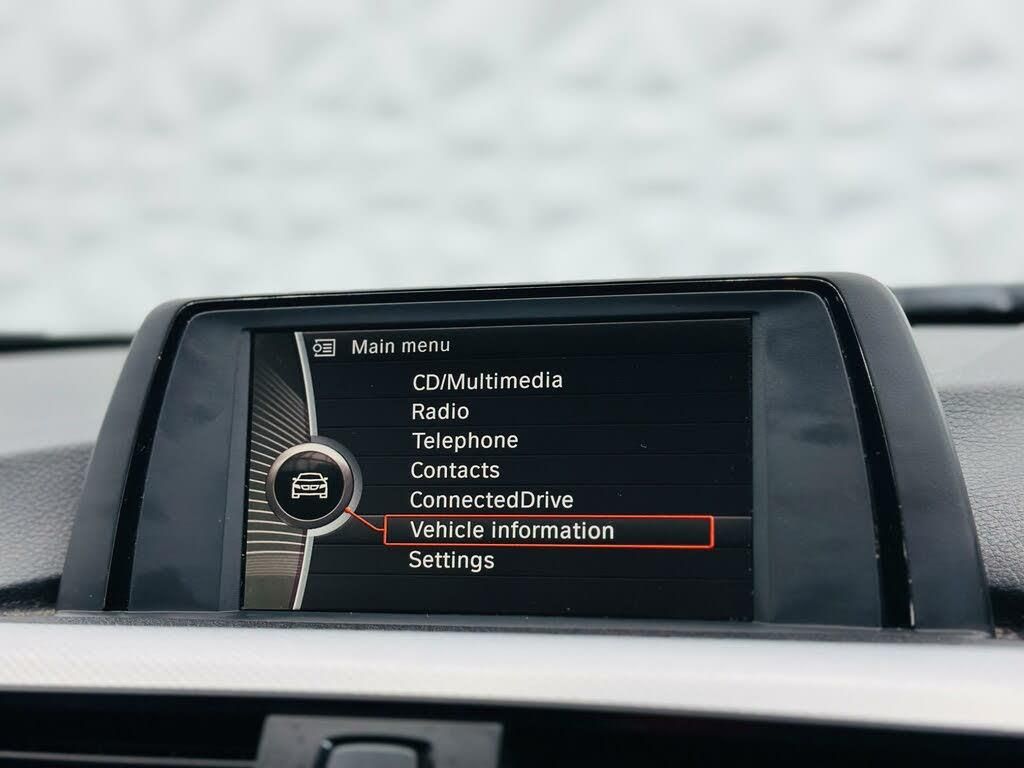 Main menu
CD/Multimedia
Radio
Telephone
Contacts
ConnectedDrive
Vehicle information
Settings